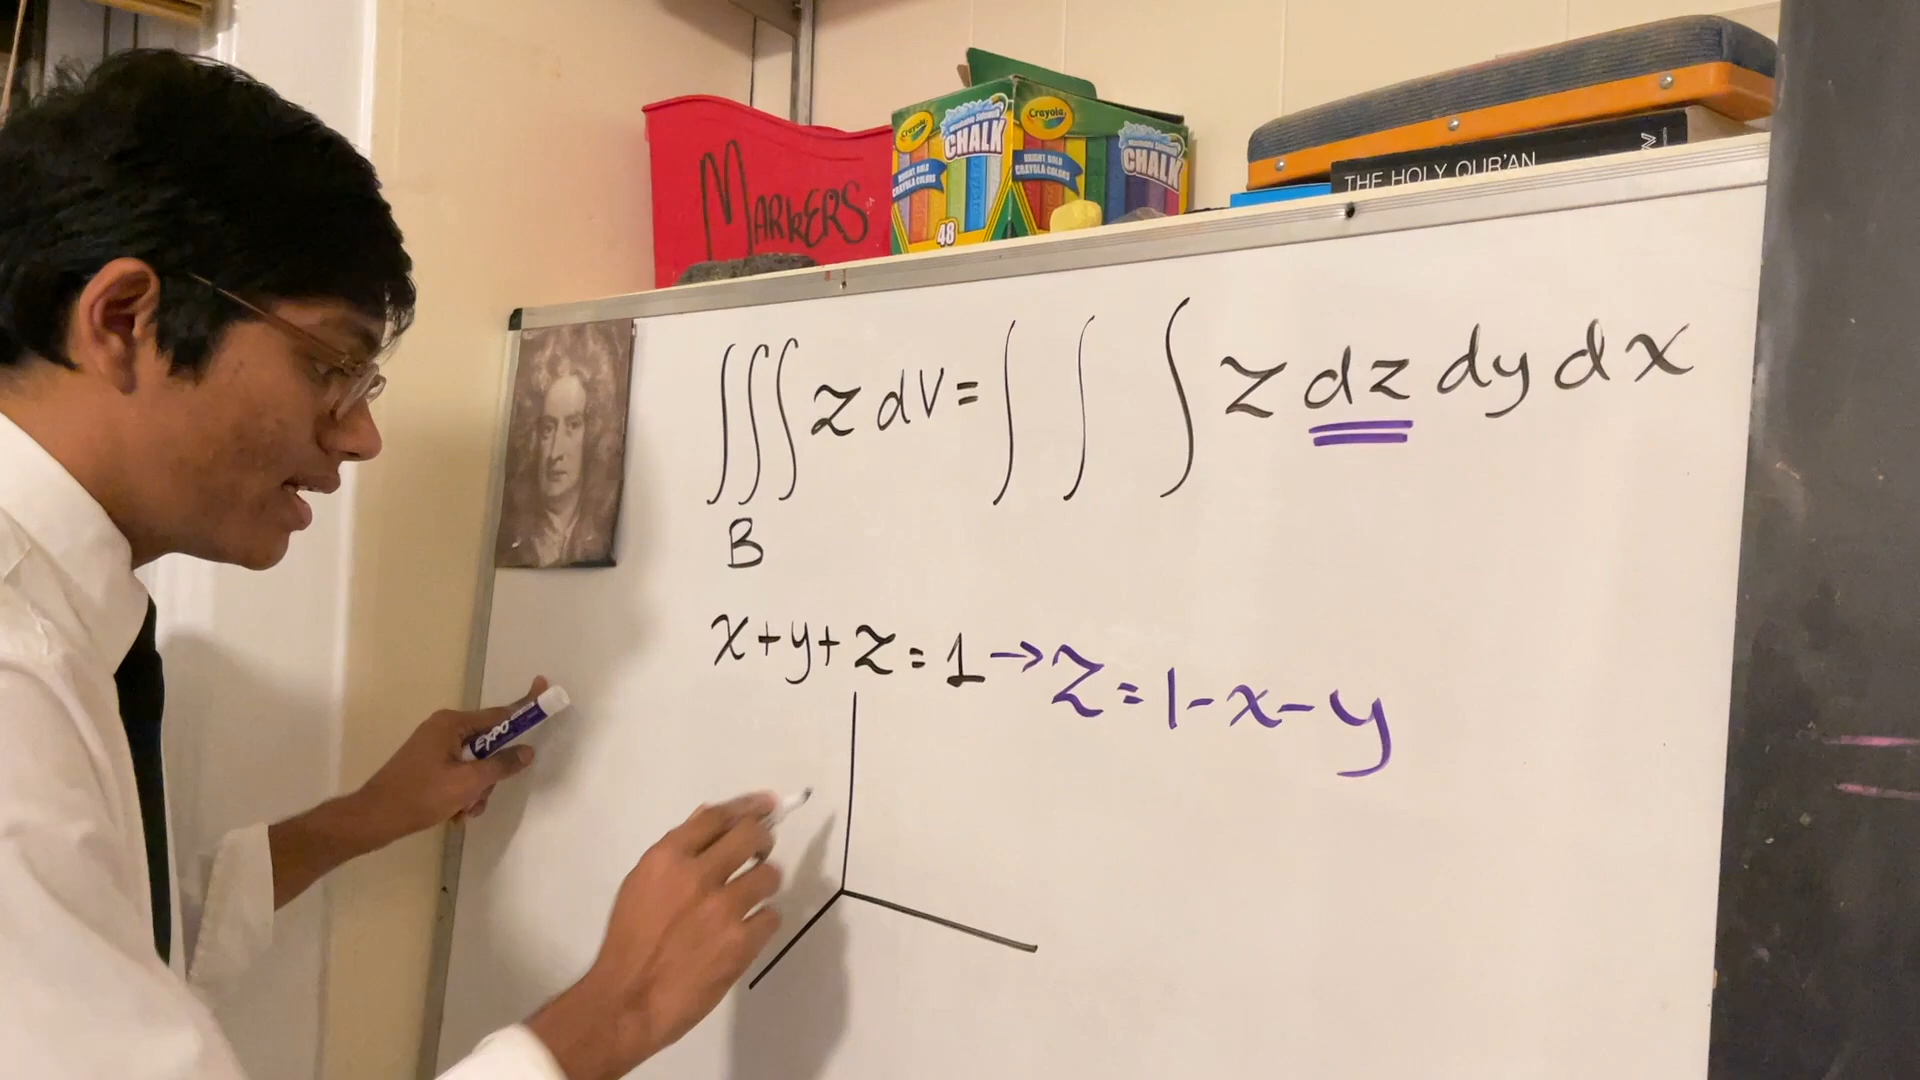 MARKERS
Crayola
Crayola
CHALK
CHALK
48
THE HOLY QUR'AN
∭ z dV = ∫ ∫ ∫ z dz dy dx
B
x+y+z=1→z=1-x-y
EXPO